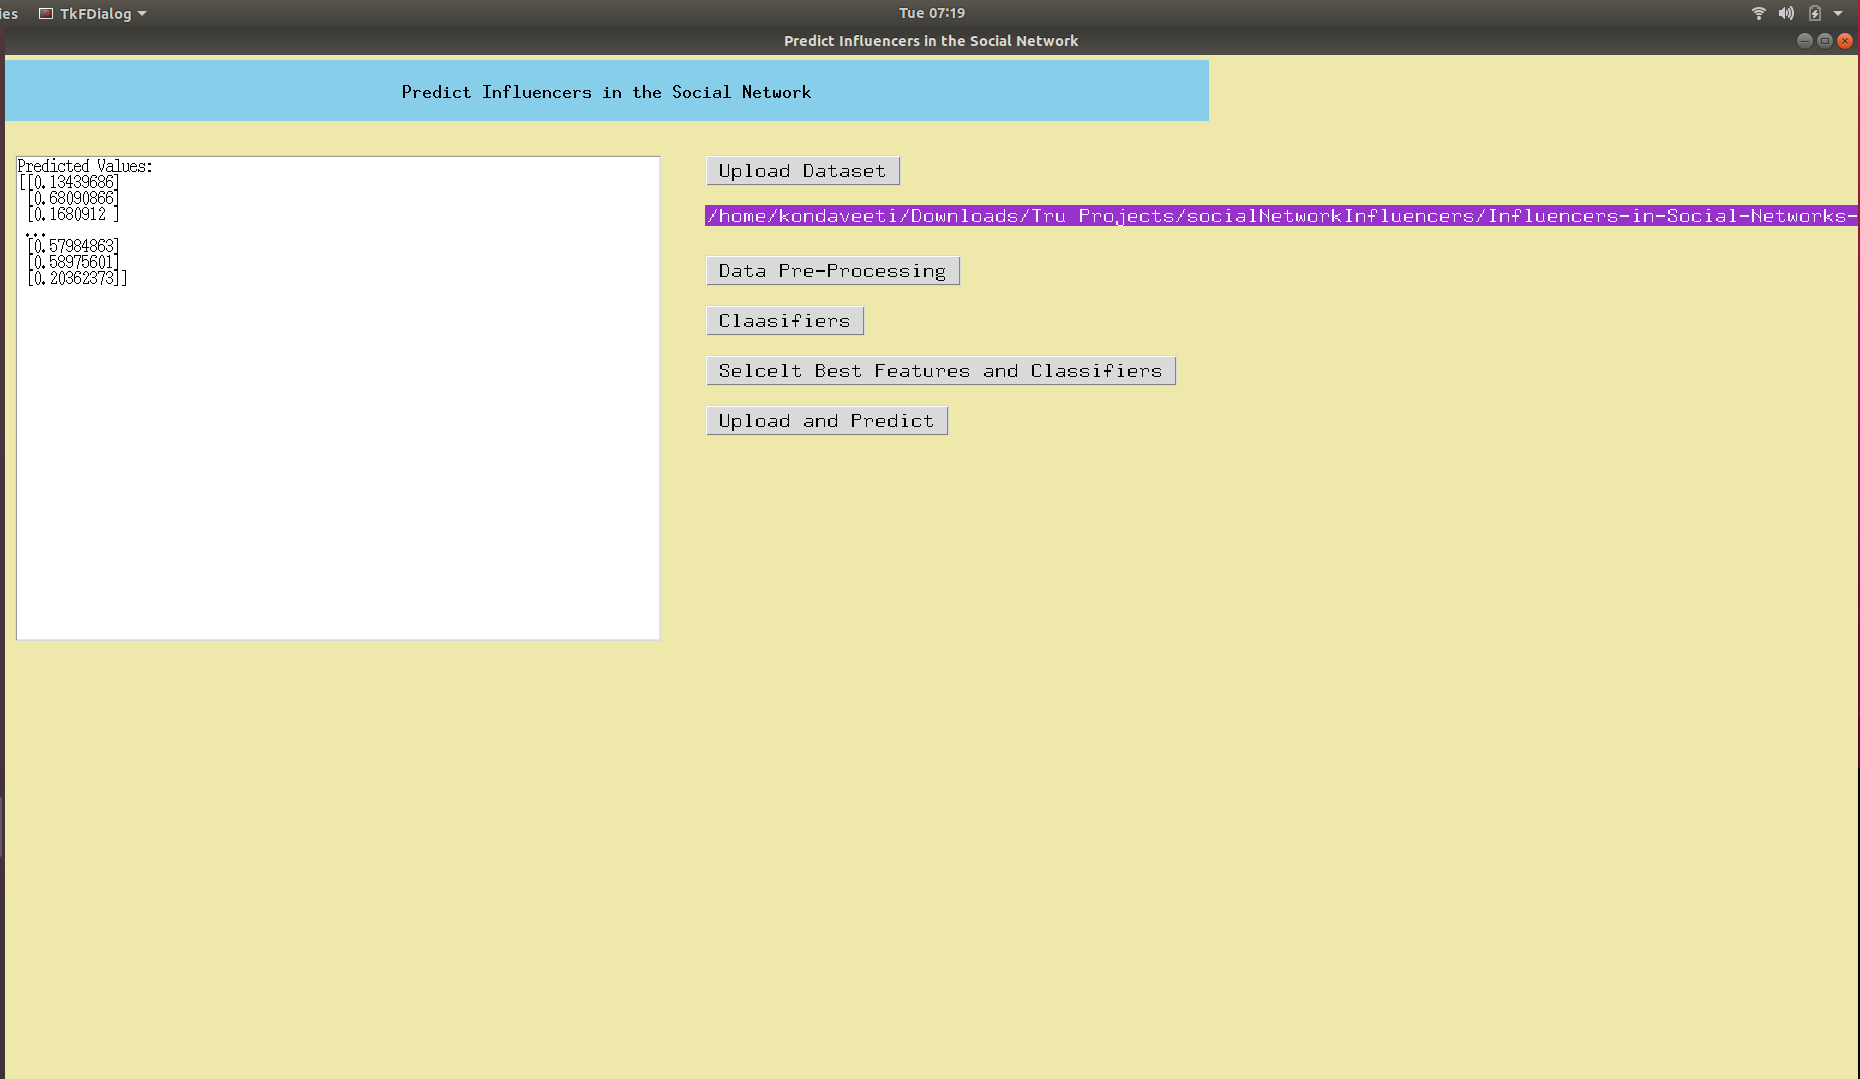 ies TkFDialog Tue 07:19
Predict Influencers in the Social Network
Predict Influencers in the Social Network
Predicted Values:
[[0.13439686]
[0.68090866]
[0.1680912 ]
...
[0.57984863]
[0.58975601]
[0.20362373]]
Upload Dataset
/home/kondaveeti/Downloads/Tru Projects/socialNetworkInfluencers/Influencers-in-Social-Networks-
Data Pre-Processing
Claasifiers
Selcelt Best Features and Classifiers
Upload and Predict